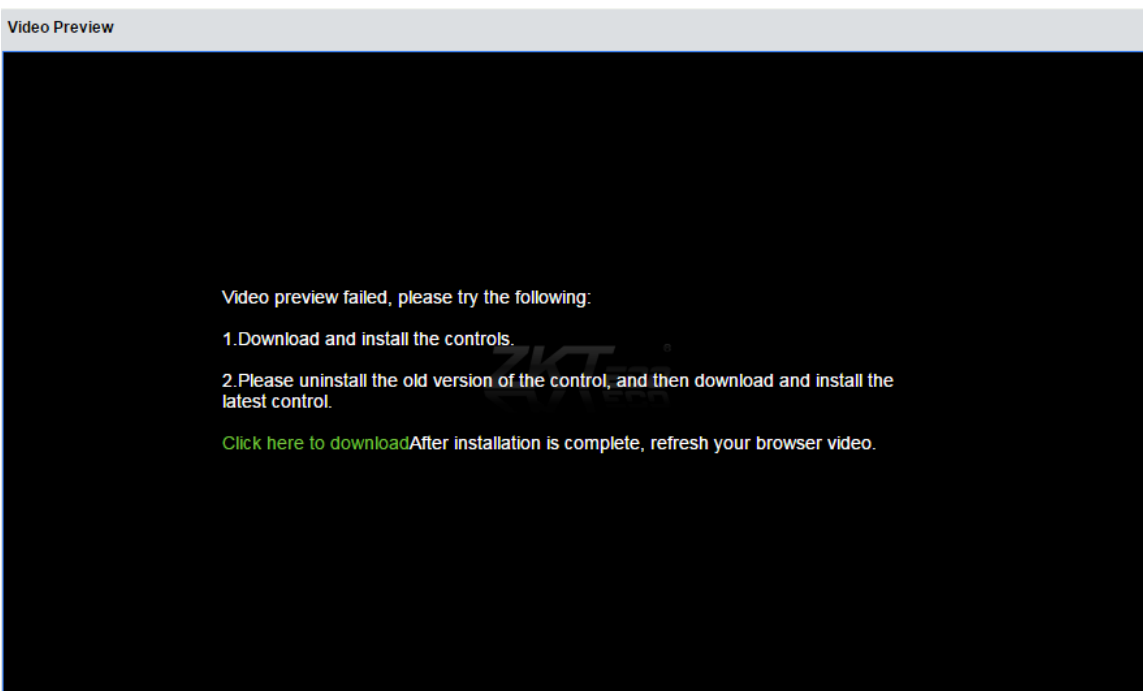 Video Preview
Video preview failed, please try the following:
1.Download and install the controls.
ZKTeco
®
2.Please uninstall the old version of the control, and then download and install the
latest control.
Click here to downloadAfter installation is complete, refresh your browser video.